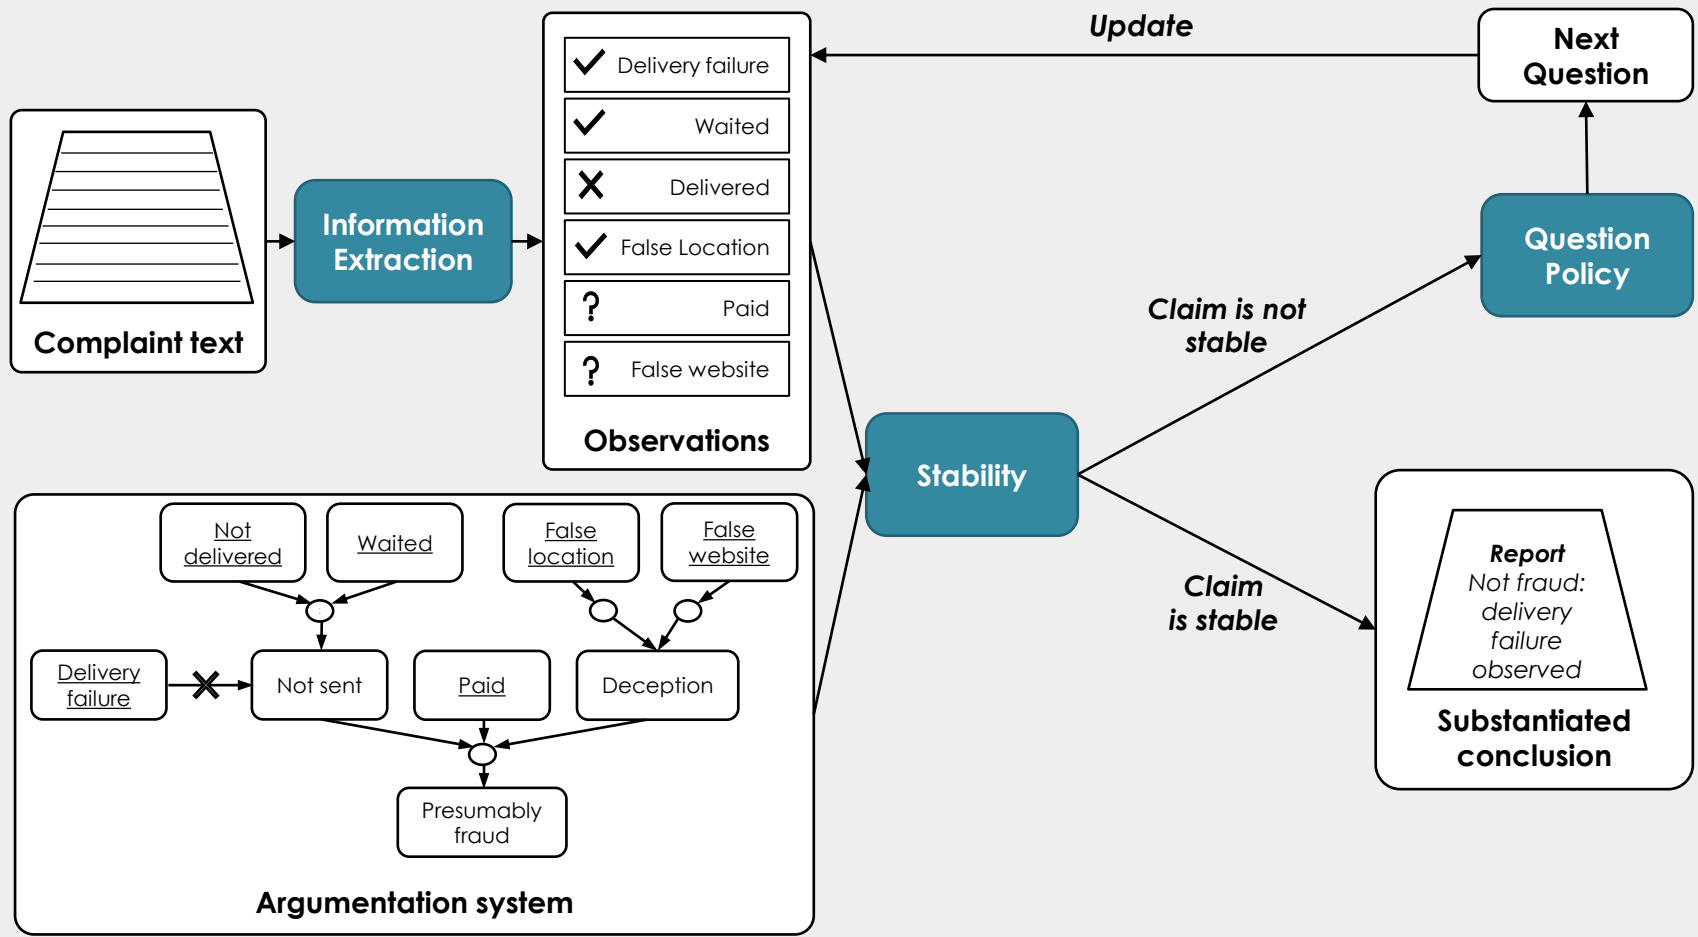 Update
Next
Question
✓ Delivery failure
✓ Waited
✗ Delivered
✓ False Location
? Paid
? False website
Observations
Complaint text
Information
Extraction
Question
Policy
Claim is not
stable
Stability
Claim
is stable
Report
Not fraud:
delivery
failure
observed
Substantiated
conclusion
Not
delivered
Waited
False
location
False
website
Delivery
failure
Not sent
Paid
Deception
Presumably
fraud
Argumentation system